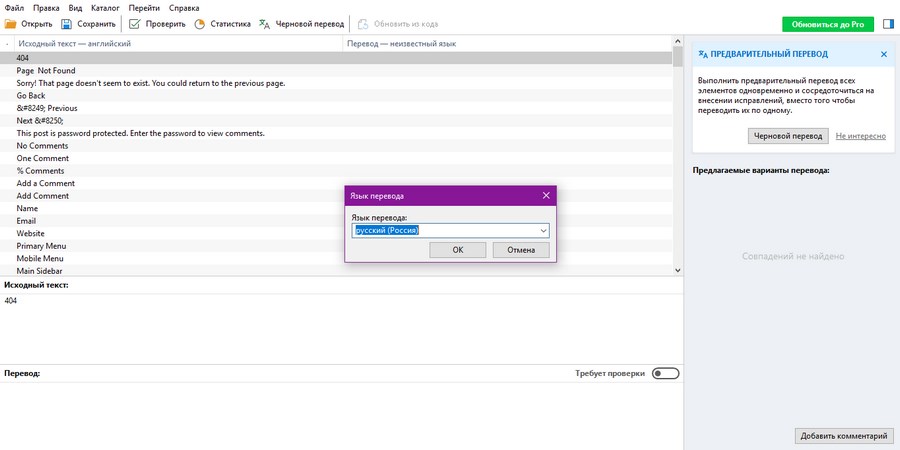 Файл Правка Вид Каталог Перейти Справка
Открыть Сохранить Проверить Статистика Черновой перевод Обновить из кода Обновиться до Pro
Исходный текст — английский Перевод — неизвестный язык
404
Page Not Found
Sorry! That page doesn't seem to exist. You could return to the previous page.
Go Back
&#8249; Previous
Next &#8250;
This post is password protected. Enter the password to view comments.
No Comments
One Comment
% Comments
Add a Comment
Add Comment
Name
Email
Website
Primary Menu
Mobile Menu
Main Sidebar
Язык перевода
Язык перевода:
русский (Россия)
ОК Отмена
Исходный текст:
404
Перевод: Требует проверки
ПРЕДВАРИТЕЛЬНЫЙ ПЕРЕВОД
Выполнить предварительный перевод всех
элементов одновременно и сосредоточиться на
внесении исправлений, вместо того чтобы
переводить их по одному.
Черновой перевод Не интересно
Предлагаемые варианты перевода:
Совпадений не найдено
Добавить комментарий